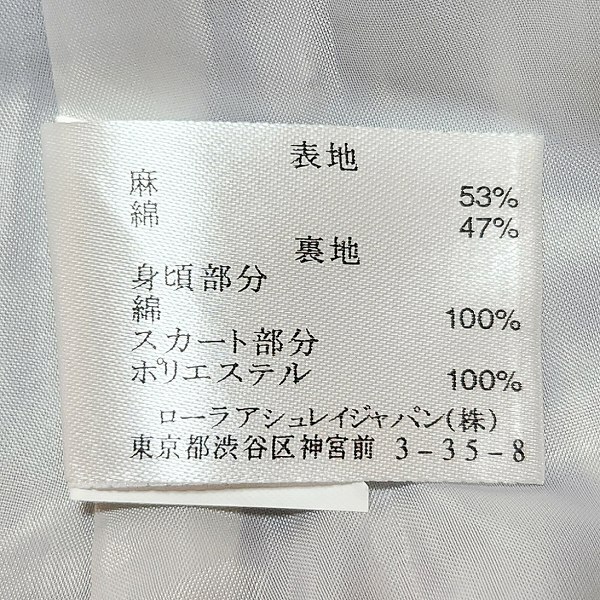 表地
麻 53%
綿 47%
裏地
身頃部分
綿 100%
スカート部分
ポリエステル 100%
ローラアシュレイジャパン(株)
東京都渋谷区神宮前 3-35-8